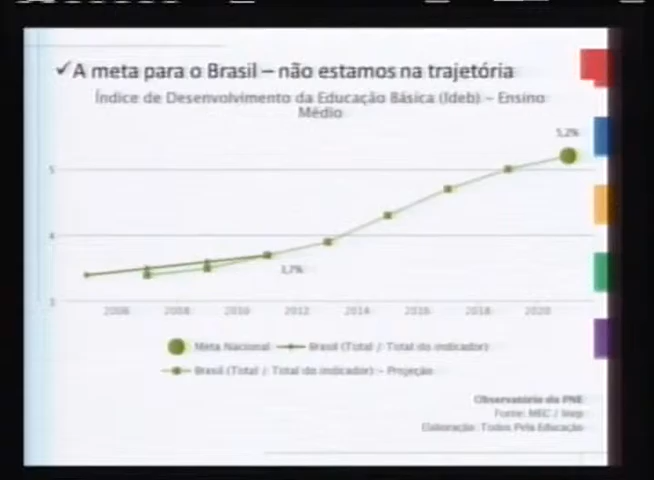 ✓A meta para o Brasil – não estamos na trajetória
Índice de Desenvolvimento da Educação Básica (Ideb) – Ensino
Médio
5,2%
5
4
3,7%
3
2006 2008 2010 2012 2014 2016 2018 2020
Meta Nacional Brasil (Total / Total do indicador)
Brasil (Total / Total do indicador) – Projeção
Observatório do PNE
Fonte: MEC / Inep
Elaboração: Todos Pela Educação